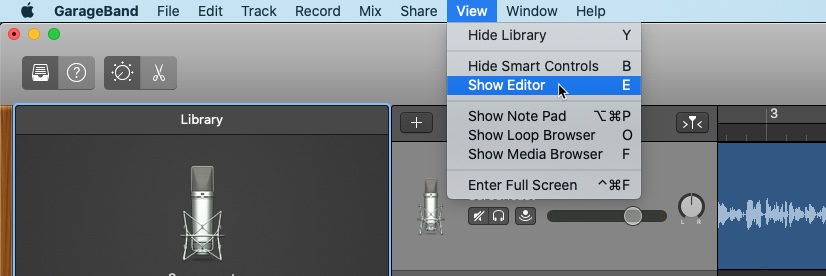 GarageBand File Edit Track Record Mix Share View Window Help
Hide Library Y
Hide Smart Controls B
Show Editor E
Show Note Pad ⌥⌘P
Show Loop Browser O
Show Media Browser F
Enter Full Screen ^⌘F
Library
3
L R